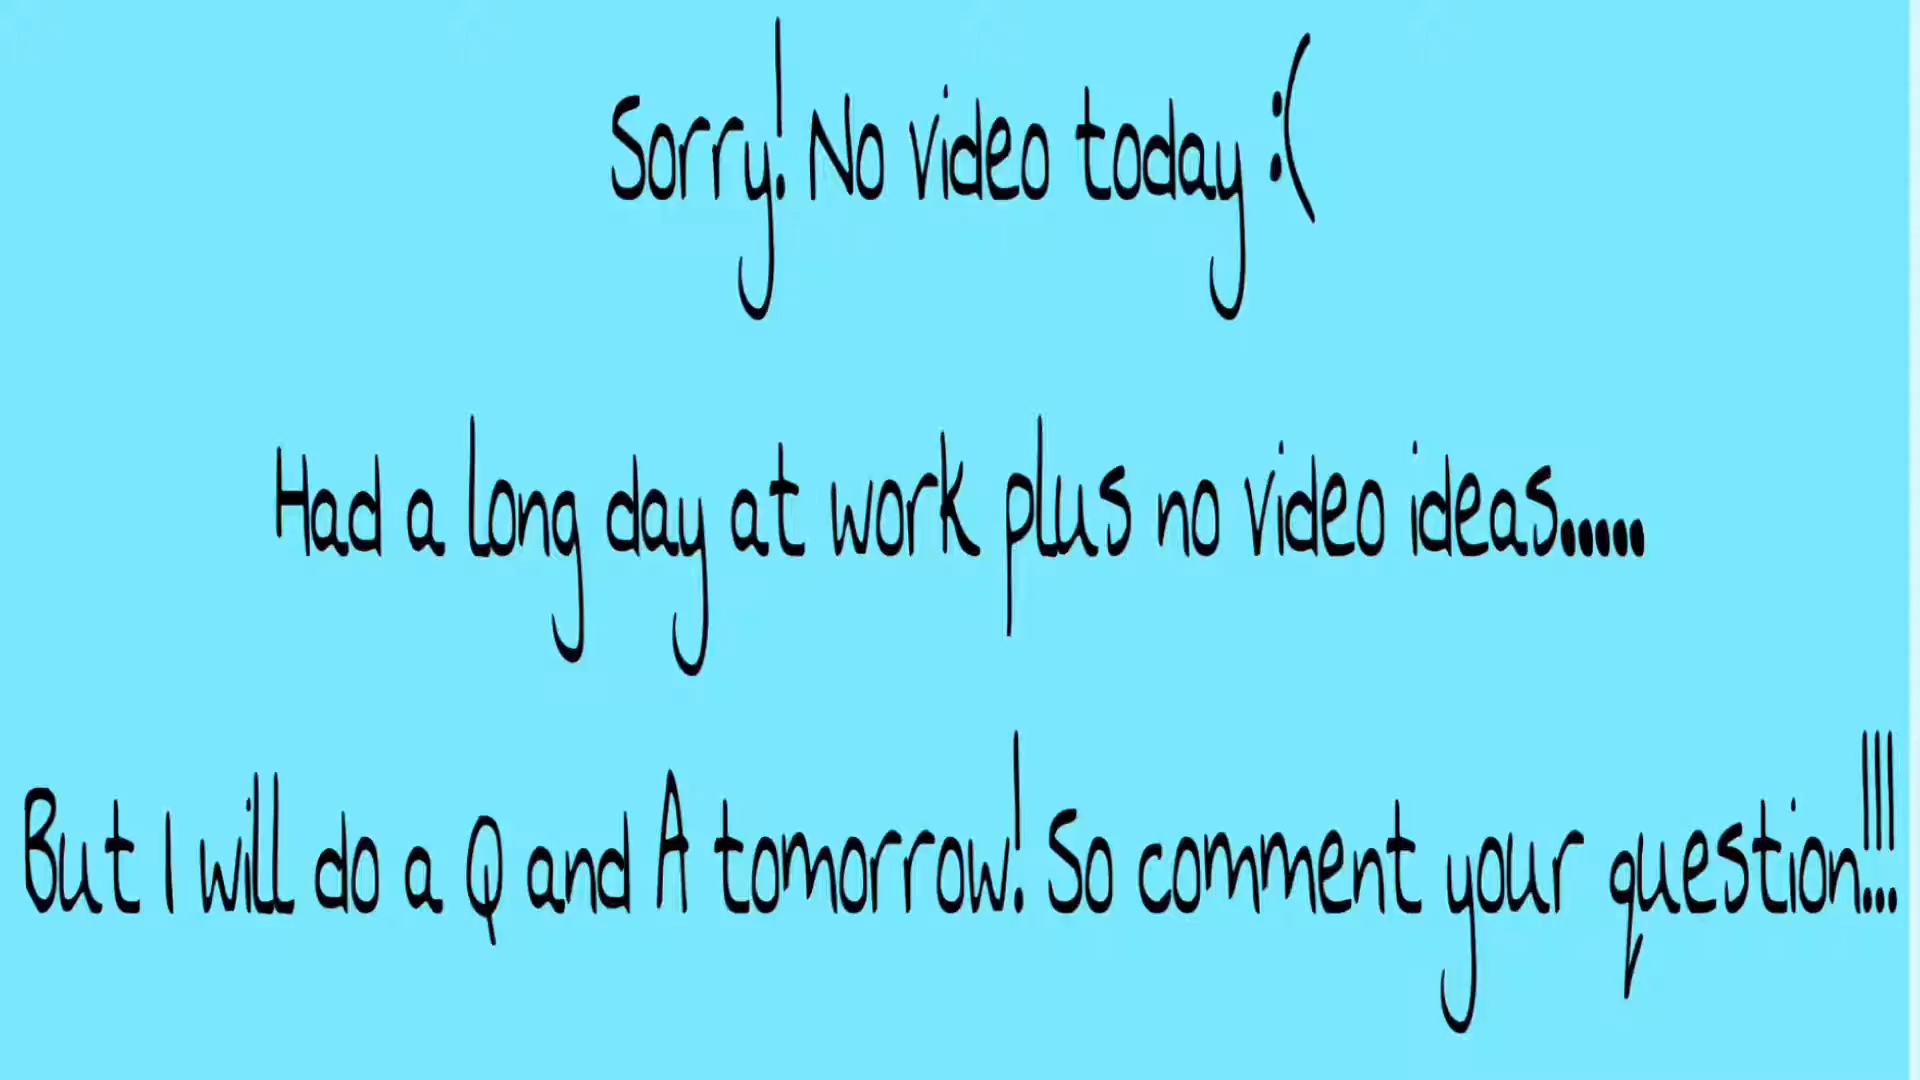 Sorry! No video today :(
Had a long day at work plus no video ideas.....
But I will do a Q and A tomorrow! So comment your question!!!